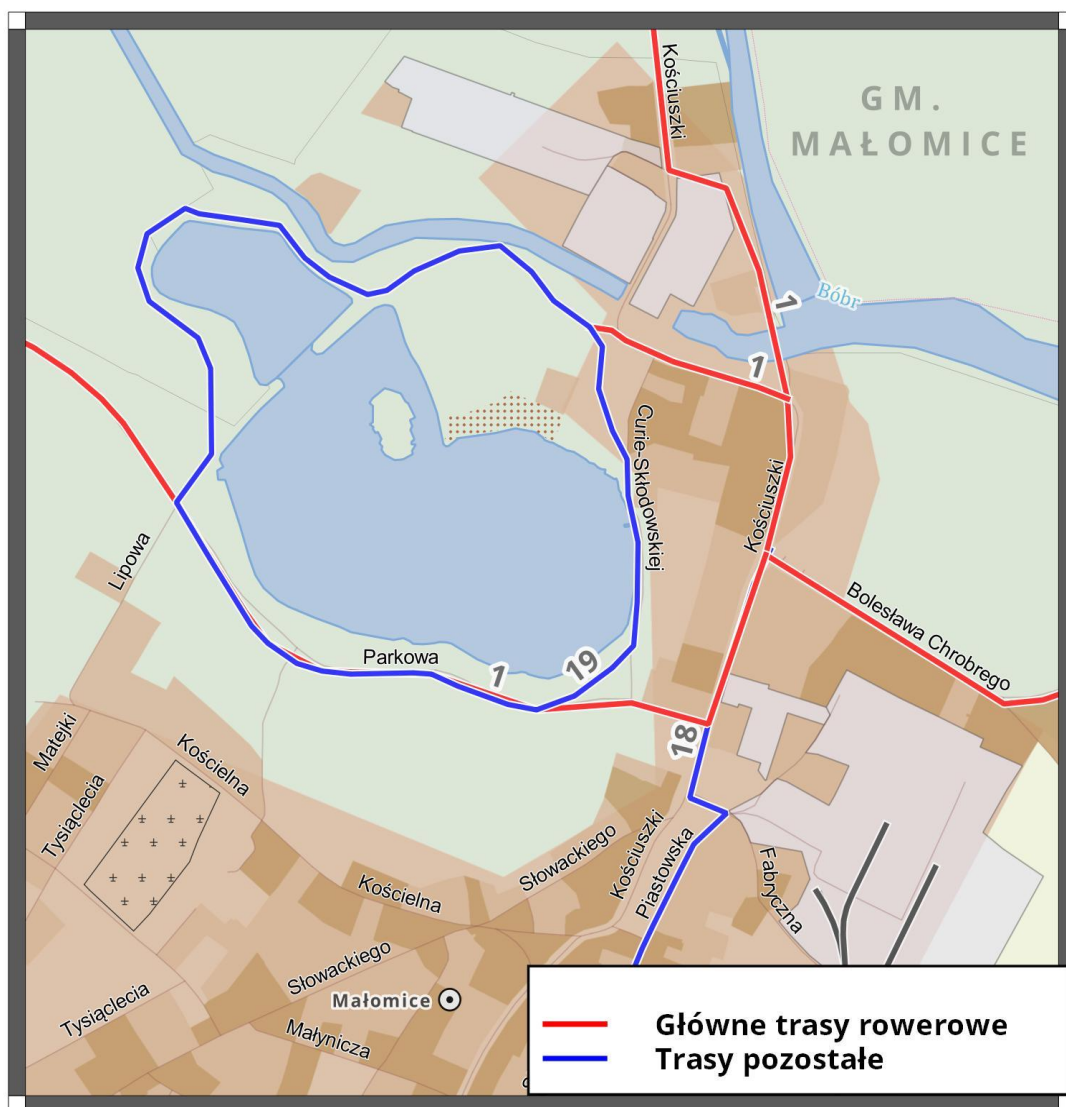 Kościuszki
GM.
MAŁOMICE
Bóbr
1
1
Curie-Skłodowskiej
Kościuszki
Lipowa
Bolesława Chrobrego
Parkowa
1
19
18
Matejki
Kościelna
Tysiąclecia
Kościuszki
Piastowska
Słowackiego
Fabryczna
Kościelna
Słowackiego
Małomice
Tysiąclecia
Małynicza
Główne trasy rowerowe
Trasy pozostałe